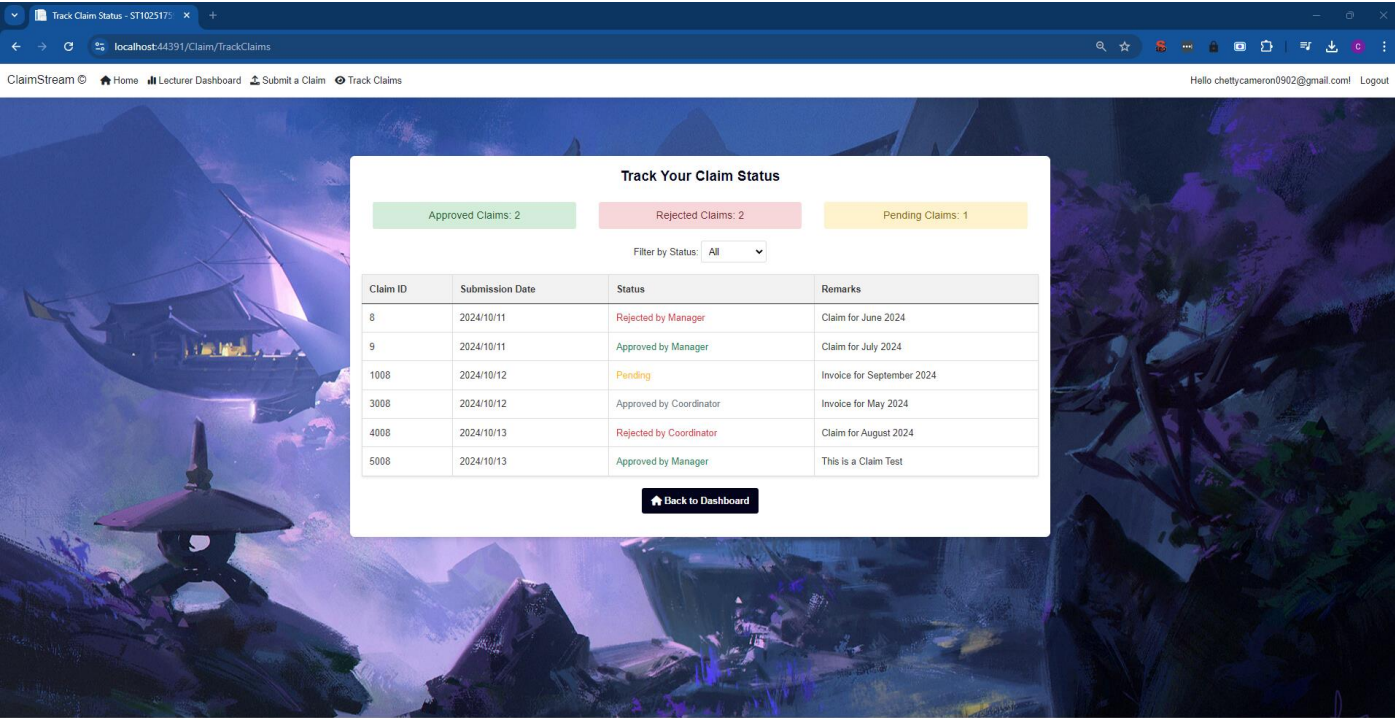 Track Claim Status - ST1025175
localhost:44391/Claim/TrackClaims
ClaimStream © Home Lecturer Dashboard Submit a Claim Track Claims Hello chettycameron0902@gmail.com! Logout
Track Your Claim Status
Approved Claims: 2 Rejected Claims: 2 Pending Claims: 1
Filter by Status: All
Claim ID Submission Date Status Remarks
8 2024/10/11 Rejected by Manager Claim for June 2024
9 2024/10/11 Approved by Manager Claim for July 2024
1008 2024/10/12 Pending Invoice for September 2024
3008 2024/10/12 Approved by Coordinator Invoice for May 2024
4008 2024/10/13 Rejected by Coordinator Claim for August 2024
5008 2024/10/13 Approved by Manager This is a Claim Test
Back to Dashboard